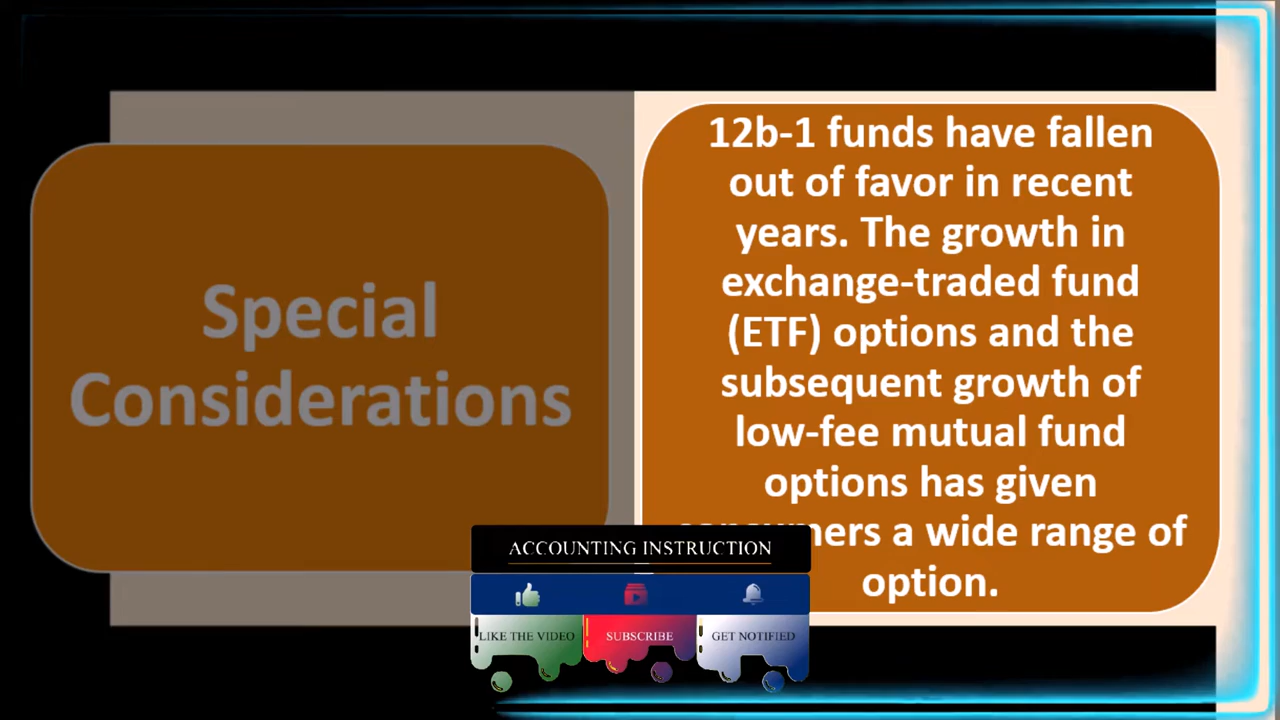 Special
Considerations
12b-1 funds have fallen
out of favor in recent
years. The growth in
exchange-traded fund
(ETF) options and the
subsequent growth of
low-fee mutual fund
options has given
a wide range of
option.
ACCOUNTING INSTRUCTION
LIKE THE VIDEO
SUBSCRIBE
GET NOTIFIED